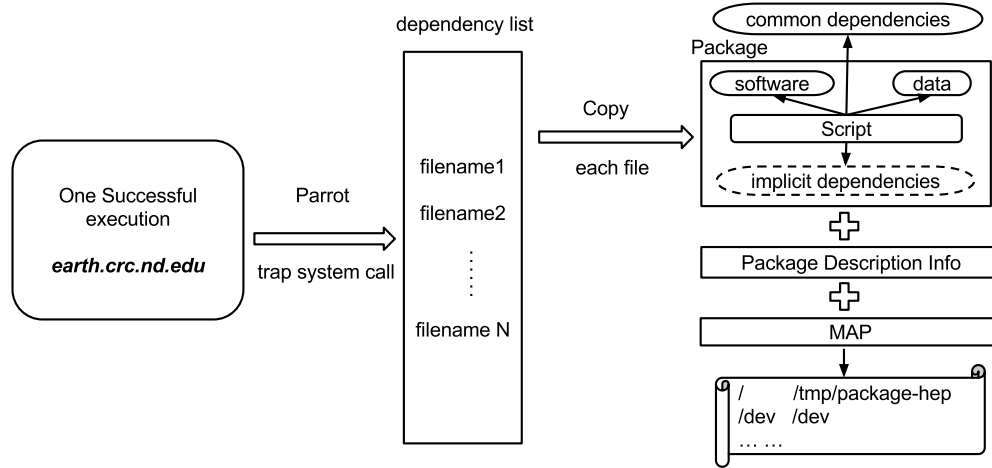 One Successful
execution
earth.crc.nd.edu
Parrot
trap system call
dependency list
filename1
filename2
......
filename N
Copy
each file
common dependencies
Package
software
data
Script
implicit dependencies
Package Description Info
MAP
/ /tmp/package-hep
/dev /dev
... ...